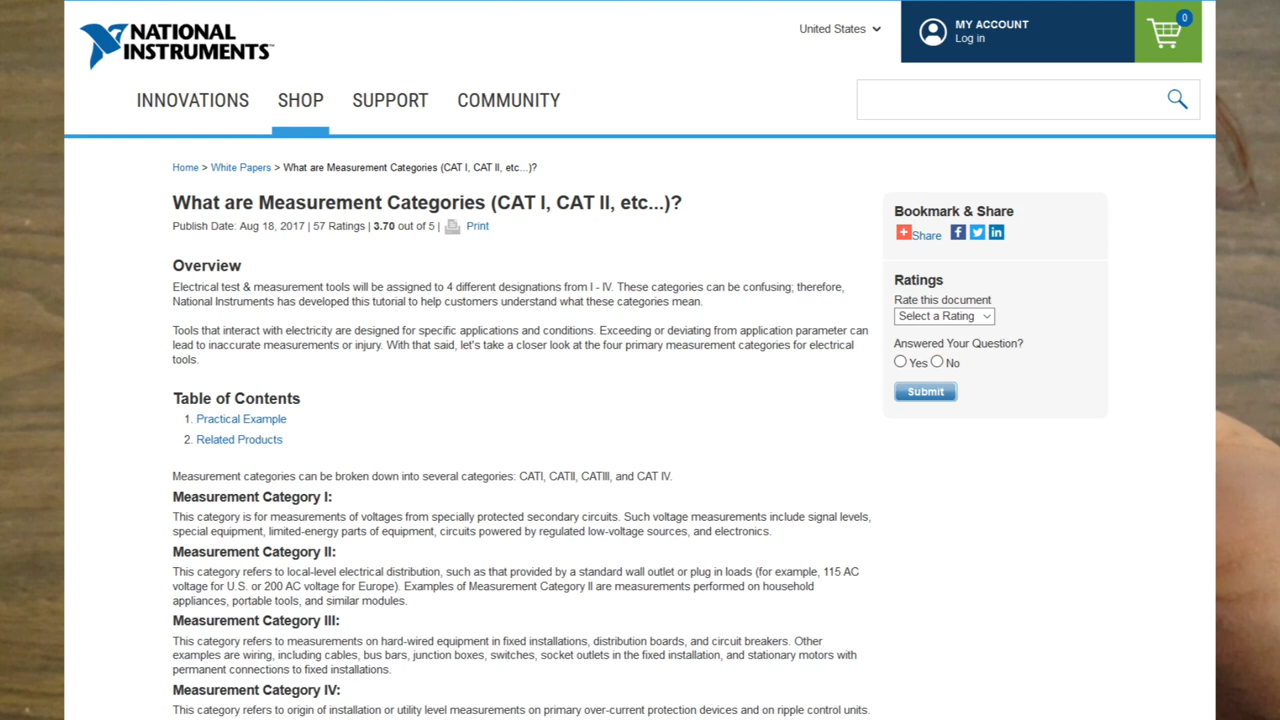 NATIONAL
INSTRUMENTS™
United States
MY ACCOUNT
Log in
0
INNOVATIONS SHOP SUPPORT COMMUNITY
Home > White Papers > What are Measurement Categories (CAT I, CAT II, etc...)?
What are Measurement Categories (CAT I, CAT II, etc...)?
Publish Date: Aug 18, 2017 | 57 Ratings | 3.70 out of 5 | Print
Overview
Electrical test & measurement tools will be assigned to 4 different designations from I - IV. These categories can be confusing; therefore,
National Instruments has developed this tutorial to help customers understand what these categories mean.
Tools that interact with electricity are designed for specific applications and conditions. Exceeding or deviating from application parameter can
lead to inaccurate measurements or injury. With that said, let's take a closer look at the four primary measurement categories for electrical
tools.
Table of Contents
1. Practical Example
2. Related Products
Measurement categories can be broken down into several categories: CATI, CATII, CATIII, and CAT IV.
Measurement Category I:
This category is for measurements of voltages from specially protected secondary circuits. Such voltage measurements include signal levels,
special equipment, limited-energy parts of equipment, circuits powered by regulated low-voltage sources, and electronics.
Measurement Category II:
This category refers to local-level electrical distribution, such as that provided by a standard wall outlet or plug in loads (for example, 115 AC
voltage for U.S. or 200 AC voltage for Europe). Examples of Measurement Category II are measurements performed on household
appliances, portable tools, and similar modules.
Measurement Category III:
This category refers to measurements on hard-wired equipment in fixed installations, distribution boards, and circuit breakers. Other
examples are wiring, including cables, bus bars, junction boxes, switches, socket outlets in the fixed installation, and stationary motors with
permanent connections to fixed installations.
Measurement Category IV:
This category refers to origin of installation or utility level measurements on primary over-current protection devices and on ripple control units.
Bookmark & Share
Share
Ratings
Rate this document
Select a Rating
Answered Your Question?
Yes No
Submit